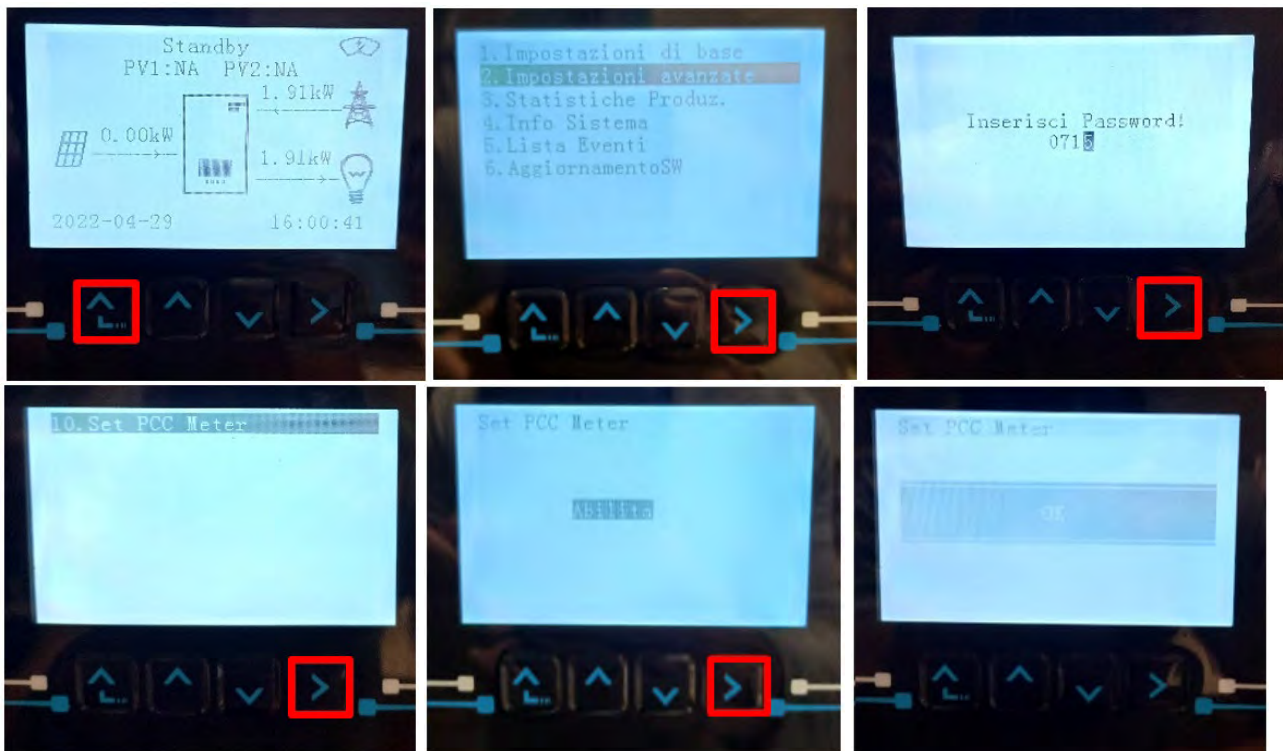 Standby
PV1:NA PV2:NA
1.91kW
0.00kW
1.91kW
2022-04-29 16:00:41
1.Impostazioni di base
2.Impostazioni avanzate
3.Statistiche Produz.
4.Info Sistema
5.Lista Eventi
6.AggiornamentoSW
Inserisci Password!
0715
10.Set PCC Meter
Set PCC Meter
Abilita
Set PCC Meter
OK